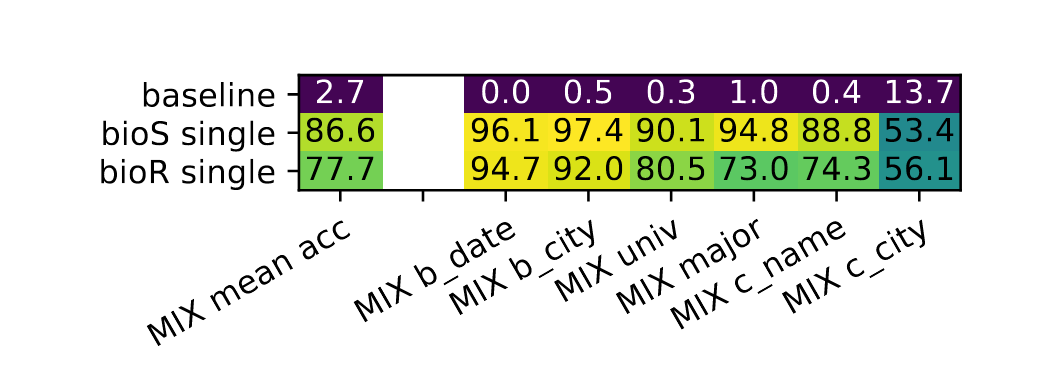 baseline 2.7 0.0 0.5 0.3 1.0 0.4 13.7
bioS single 86.6 96.1 97.4 90.1 94.8 88.8 53.4
bioR single 77.7 94.7 92.0 80.5 73.0 74.3 56.1
MIX mean acc
MIX b_date
MIX b_city
MIX univ
MIX major
MIX c_name
MIX c_city